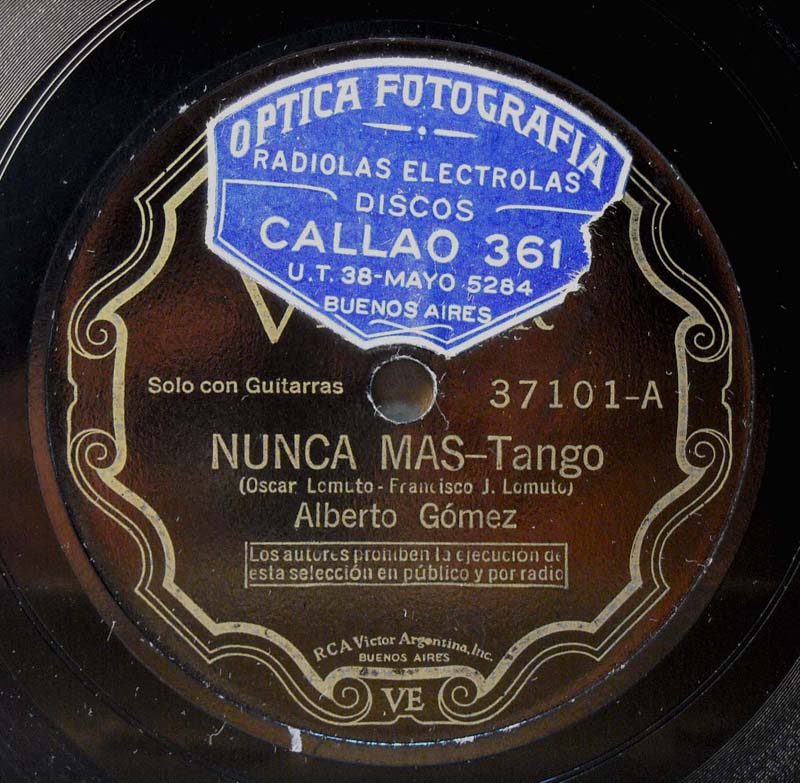 OPTICA FOTOGRAFIA
RADIOLAS ELECTROLAS
DISCOS
CALLAO 361
U.T. 38-MAYO 5284
BUENOS AIRES
Solo con Guitarras
37101-A
NUNCA MAS-Tango
(Oscar Lomuto - Francisco J. Lomuto)
Alberto Gómez
Los autores prohiben la ejecución de
esta selección en público y por radio
RCA Victor Argentina, Inc.
BUENOS AIRES
VE